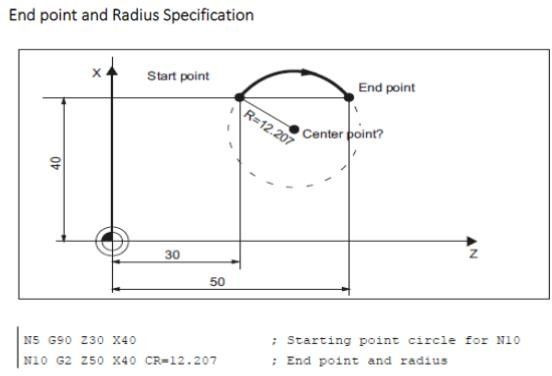 End point and Radius Specification
X
Start point
End point
R=12.207
Center point?
40
30
Z
50
N5 G90 Z30 X40 ; Starting point circle for N10
N10 G2 Z50 X40 CR=12.207 ; End point and radius